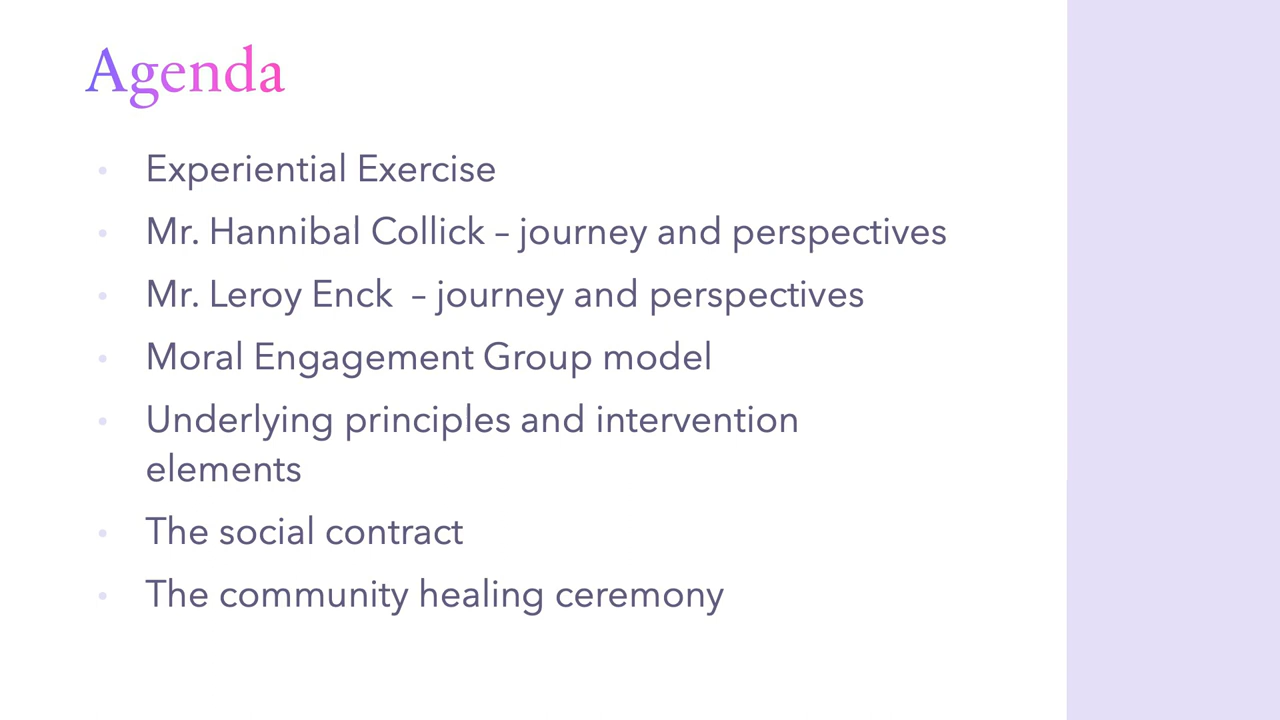 Agenda
• Experiential Exercise
• Mr. Hannibal Collick – journey and perspectives
• Mr. Leroy Enck  – journey and perspectives
• Moral Engagement Group model
• Underlying principles and intervention
elements
• The social contract
• The community healing ceremony